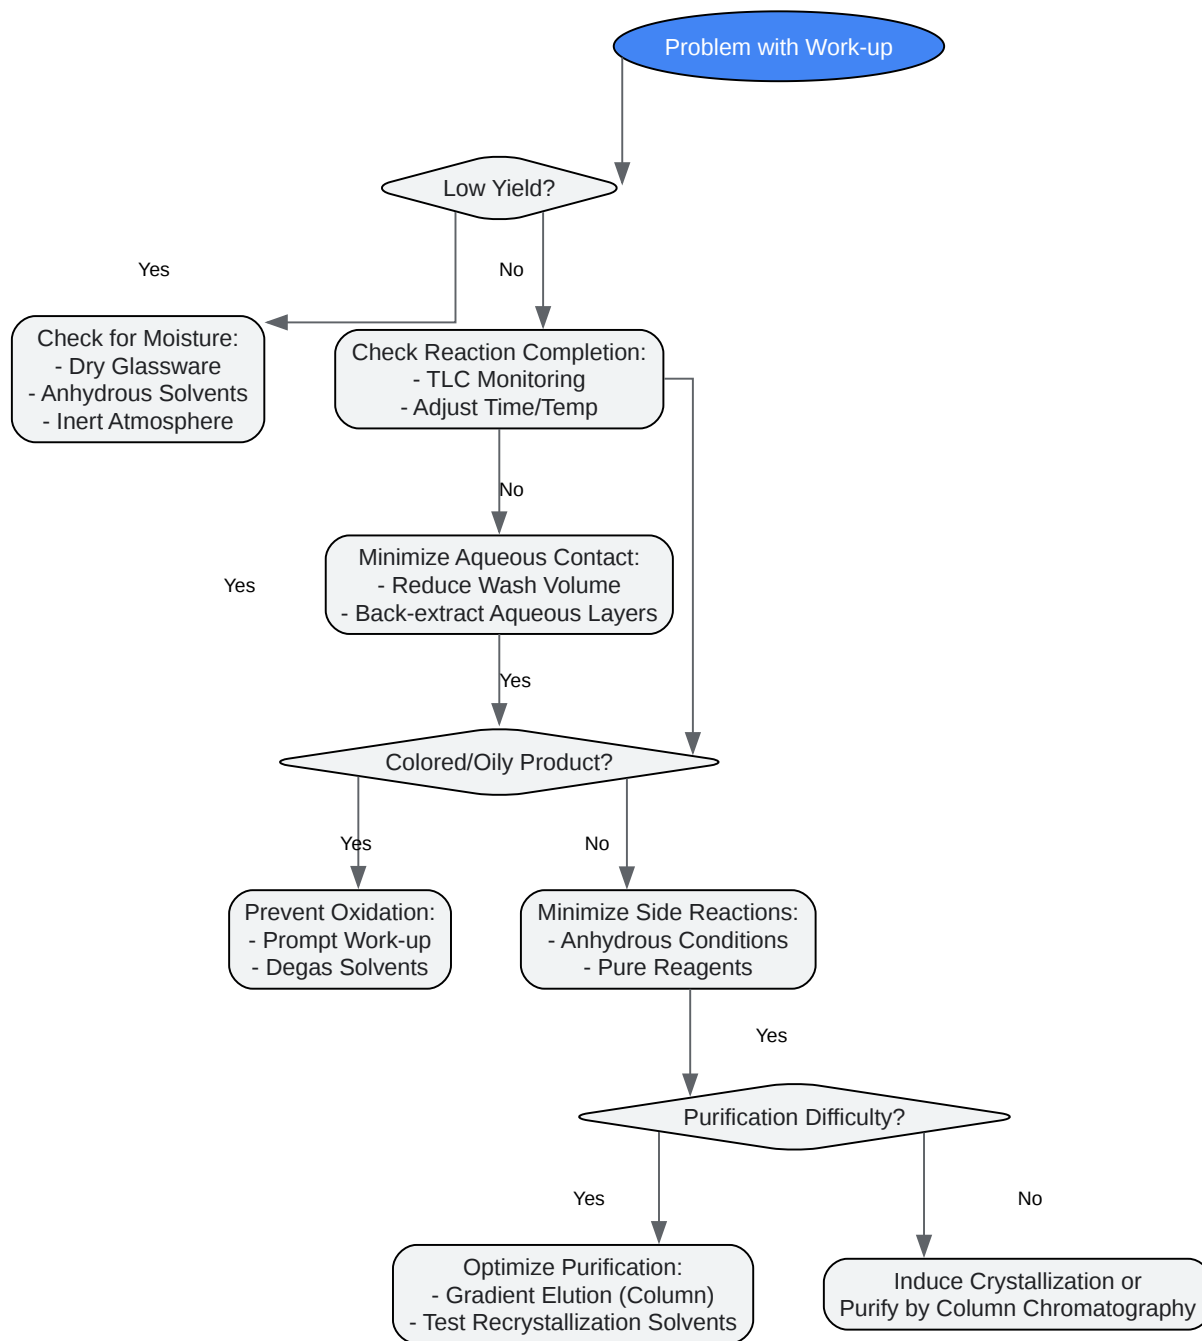 Problem with Work-up
Low Yield?
Yes
No
Check for Moisture:
- Dry Glassware
- Anhydrous Solvents
- Inert Atmosphere
Check Reaction Completion:
- TLC Monitoring
- Adjust Time/Temp
No
Yes
Minimize Aqueous Contact:
- Reduce Wash Volume
- Back-extract Aqueous Layers
Yes
Colored/Oily Product?
Yes
No
Prevent Oxidation:
- Prompt Work-up
- Degas Solvents
Minimize Side Reactions:
- Anhydrous Conditions
- Pure Reagents
Yes
Purification Difficulty?
Yes
No
Optimize Purification:
- Gradient Elution (Column)
- Test Recrystallization Solvents
Induce Crystallization or
Purify by Column Chromatography